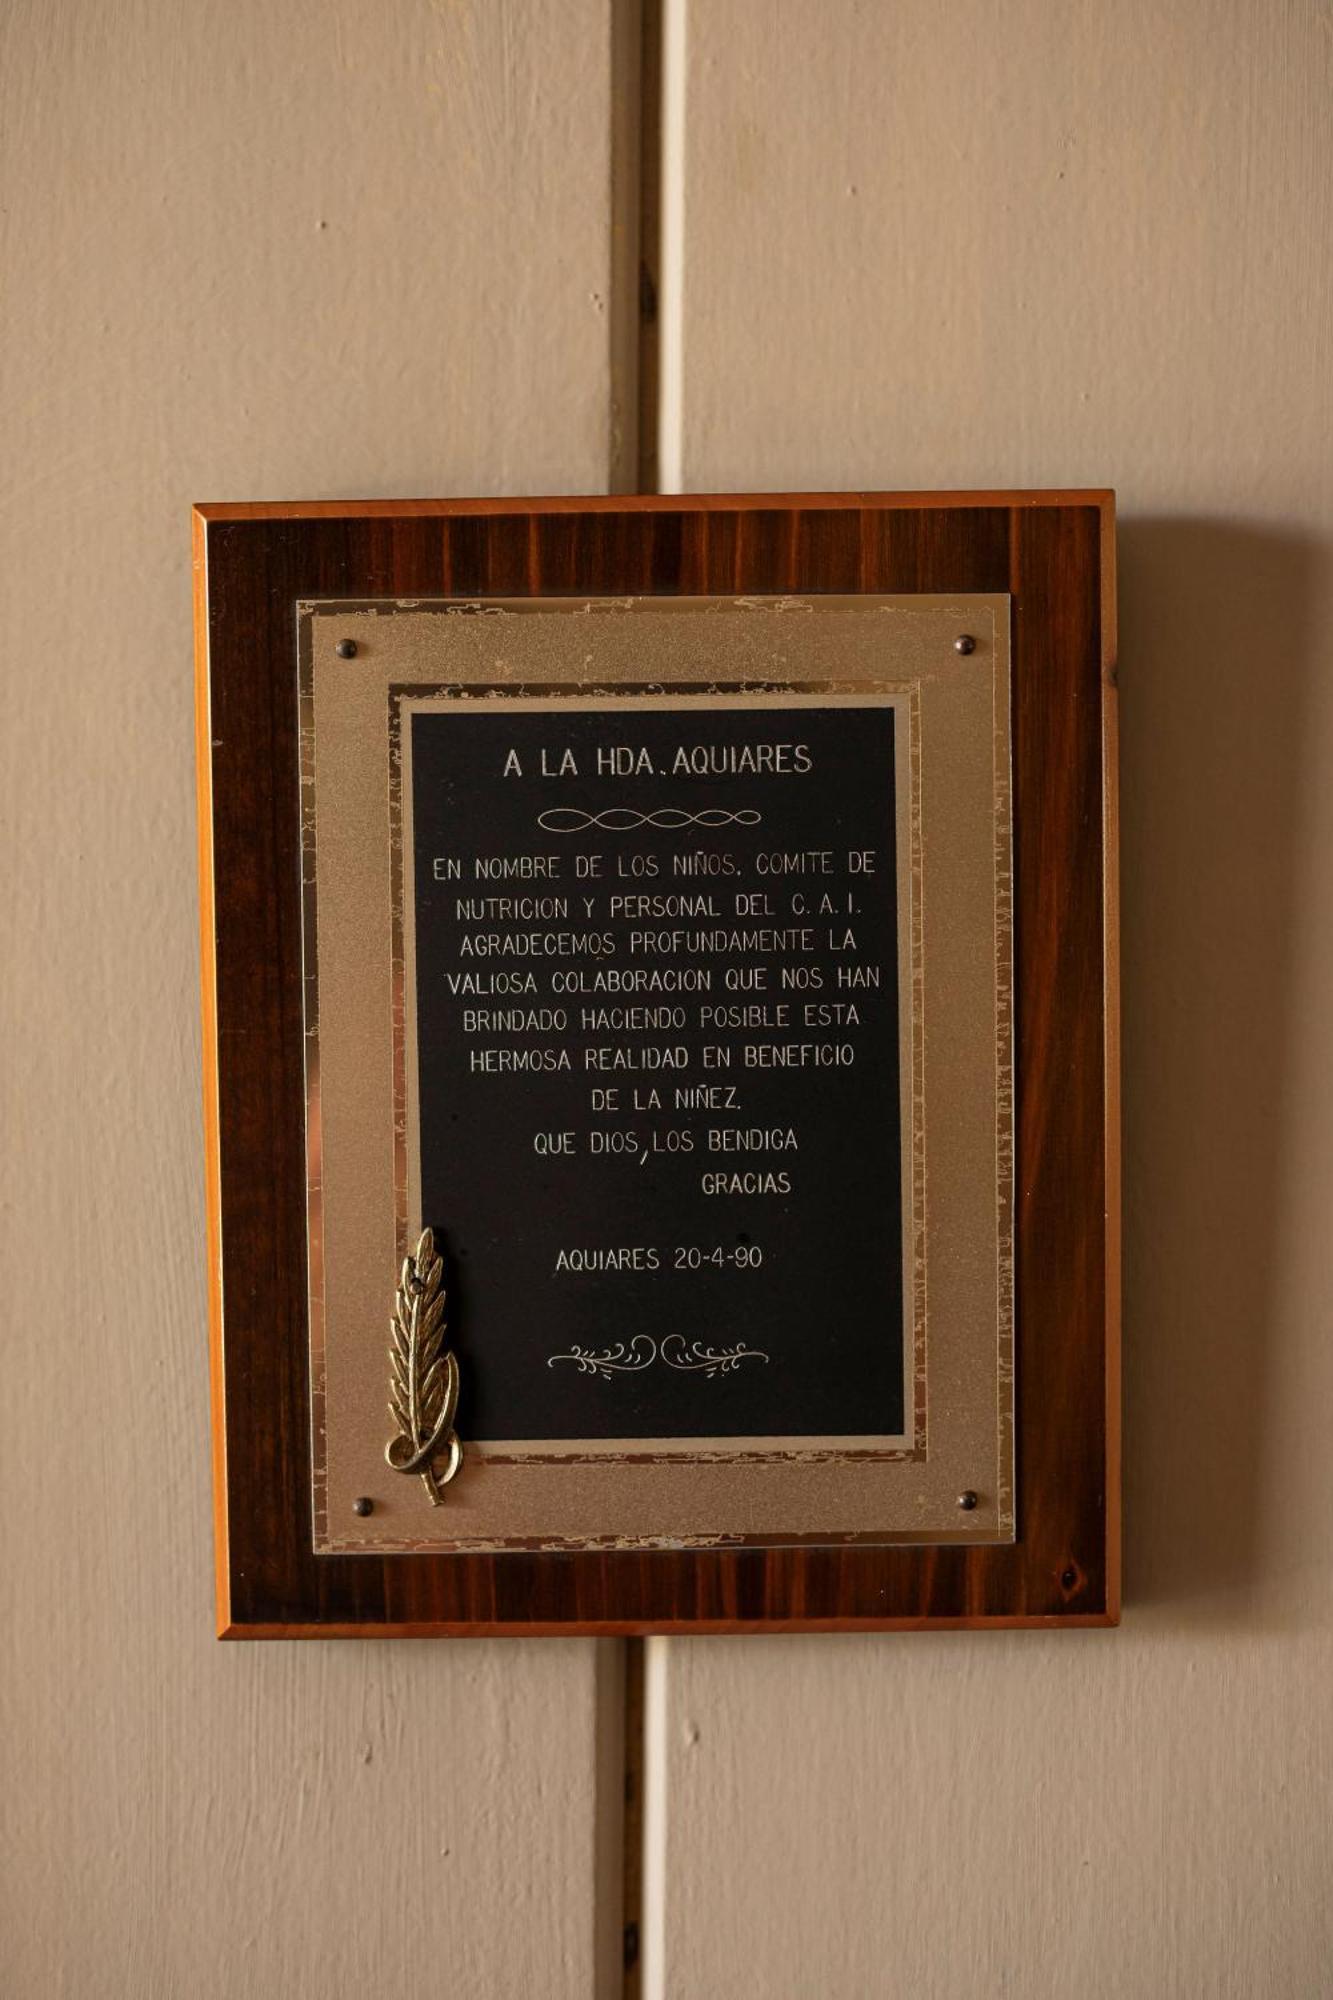 A LA HDA. AQUIARES
EN NOMBRE DE LOS NIÑOS, COMITE DE
NUTRICION Y PERSONAL DEL C. A. I.
AGRADECEMOS PROFUNDAMENTE LA
VALIOSA COLABORACION QUE NOS HAN
BRINDADO HACIENDO POSIBLE ESTA
HERMOSA REALIDAD EN BENEFICIO
DE LA NIÑEZ.
QUE DIOS, LOS BENDIGA
GRACIAS
AQUIARES 20-4-90